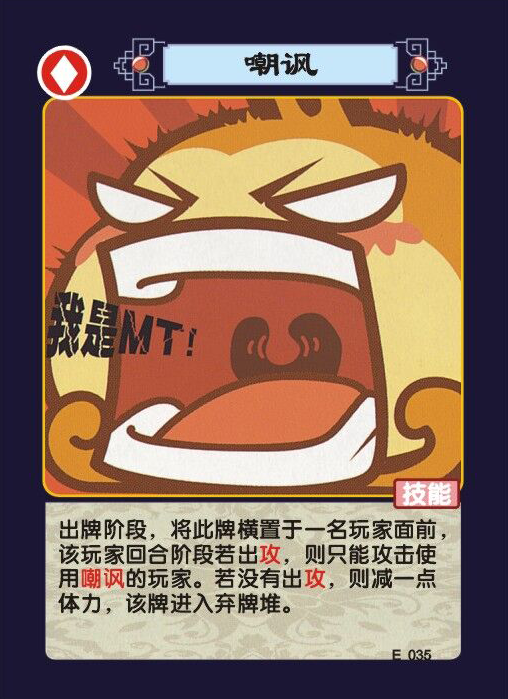 嘲讽
我是MT!
技能
出牌阶段，将此牌横置于一名玩家面前，
该玩家回合阶段若出攻，则只能攻击使
用嘲讽的玩家。若没有出攻，则减一点
体力，该牌进入弃牌堆。
E 035